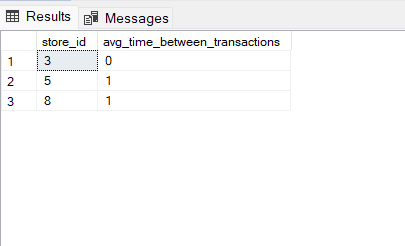 Results Messages
store_id avg_time_between_transactions
1 3 0
2 5 1
3 8 1